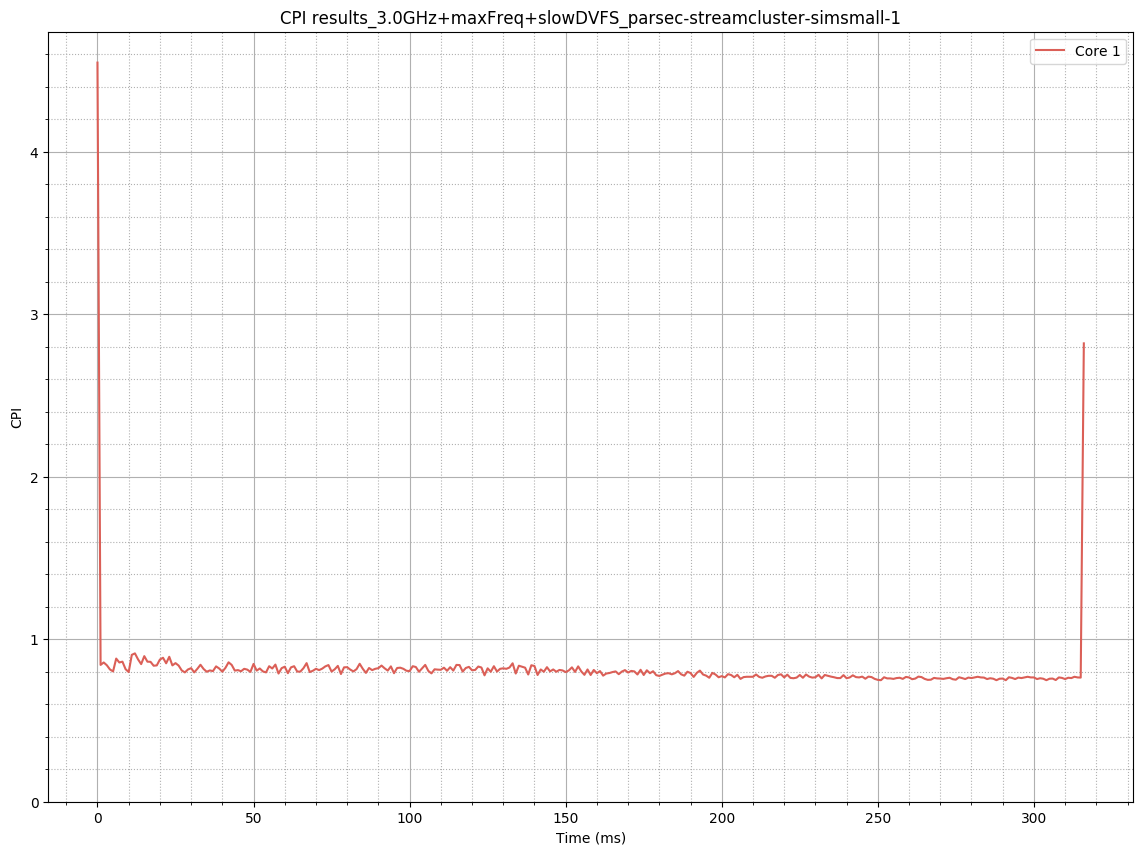 CPI results_3.0GHz+maxFreq+slowDVFS_parsec-streamcluster-simsmall-1
Core 1
CPI
4
3
2
1
0
0 50 100 150 200 250 300
Time (ms)